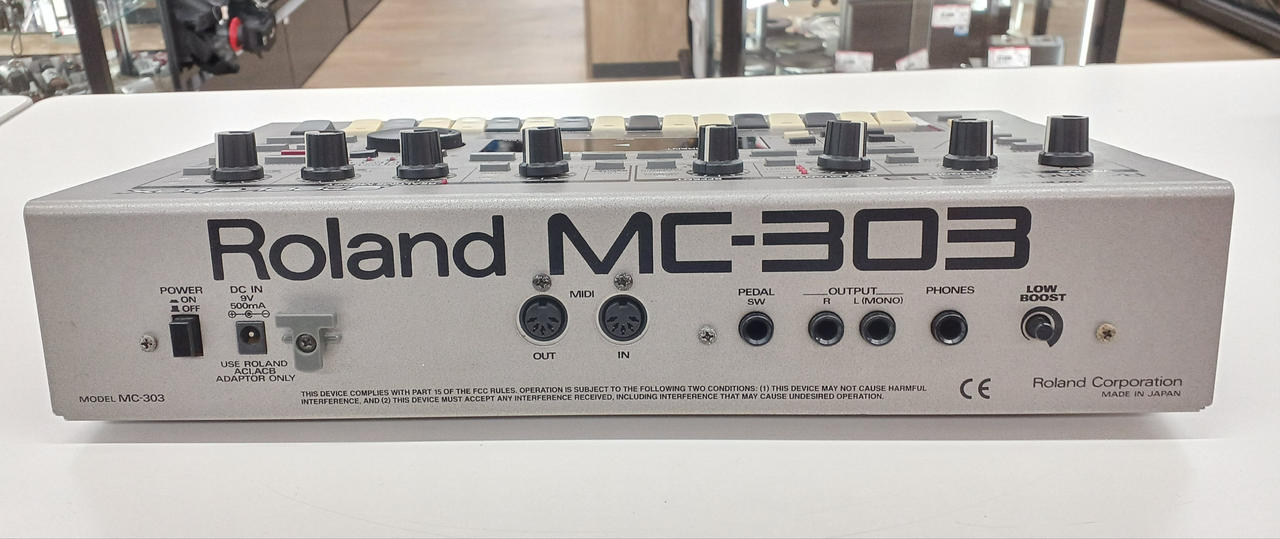 Roland MC-303
POWER
ON
OFF
DC IN
9V
500mA
USE ROLAND
ACI,ACB
ADAPTOR ONLY
MIDI
OUT
IN
PEDAL
SW
OUTPUT
R
L (MONO)
PHONES
LOW
BOOST
MODEL MC-303
THIS DEVICE COMPLIES WITH PART 15 OF THE FCC RULES. OPERATION IS SUBJECT TO THE FOLLOWING TWO CONDITIONS: (1) THIS DEVICE MAY NOT CAUSE HARMFUL
INTERFERENCE, AND (2) THIS DEVICE MUST ACCEPT ANY INTERFERENCE RECEIVED, INCLUDING INTERFERENCE THAT MAY CAUSE UNDESIRED OPERATION.
CE
Roland Corporation
MADE IN JAPAN